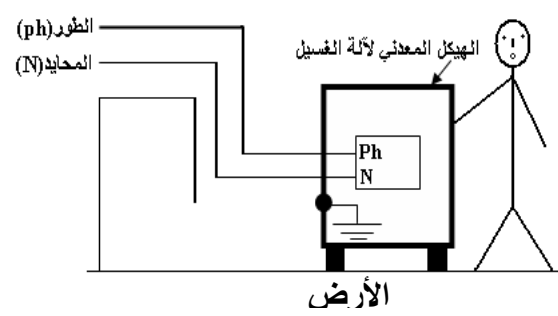 الطور(ph)
المحايد(N)
الهيكل المعدني لآلة الغسيل
Ph
N
الأرض